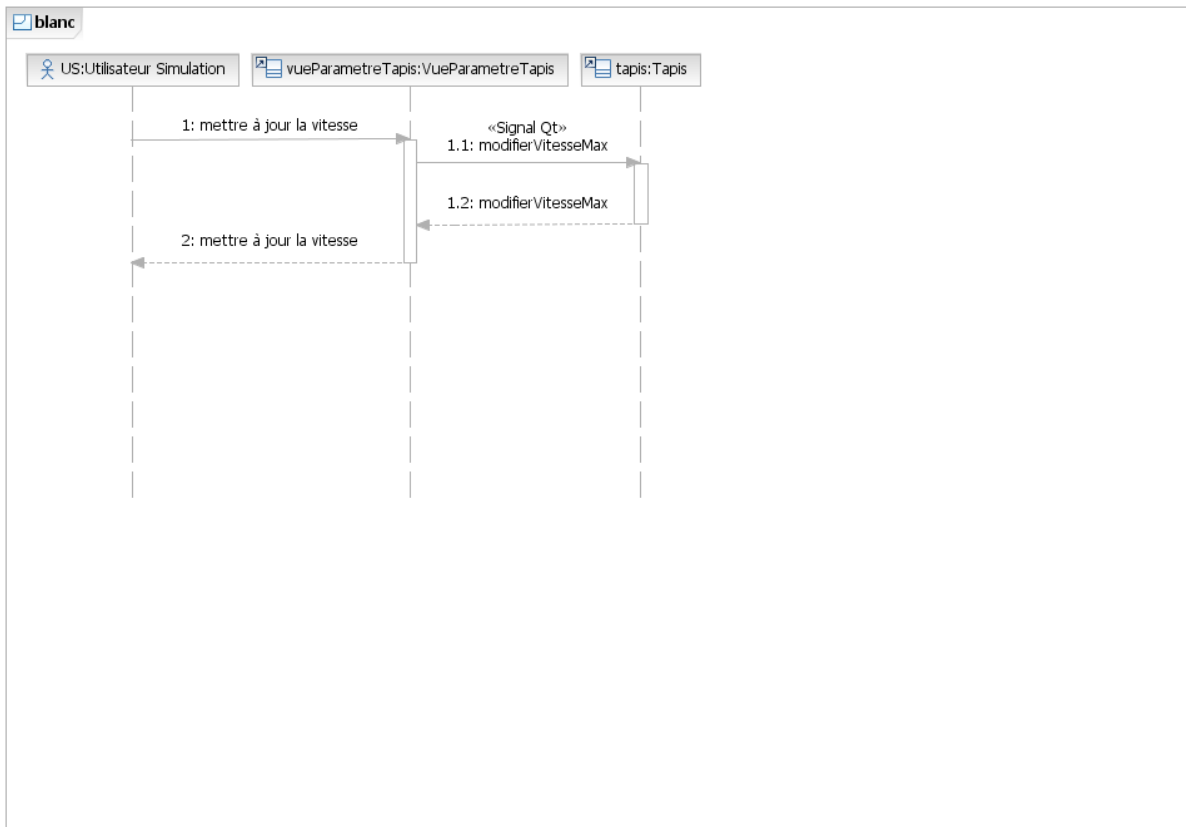 blanc
US:Utilisateur Simulation
vueParametreTapis:VueParametreTapis
tapis:Tapis
1: mettre à jour la vitesse
«Signal Qt»
1.1: modifierVitesseMax
1.2: modifierVitesseMax
2: mettre à jour la vitesse